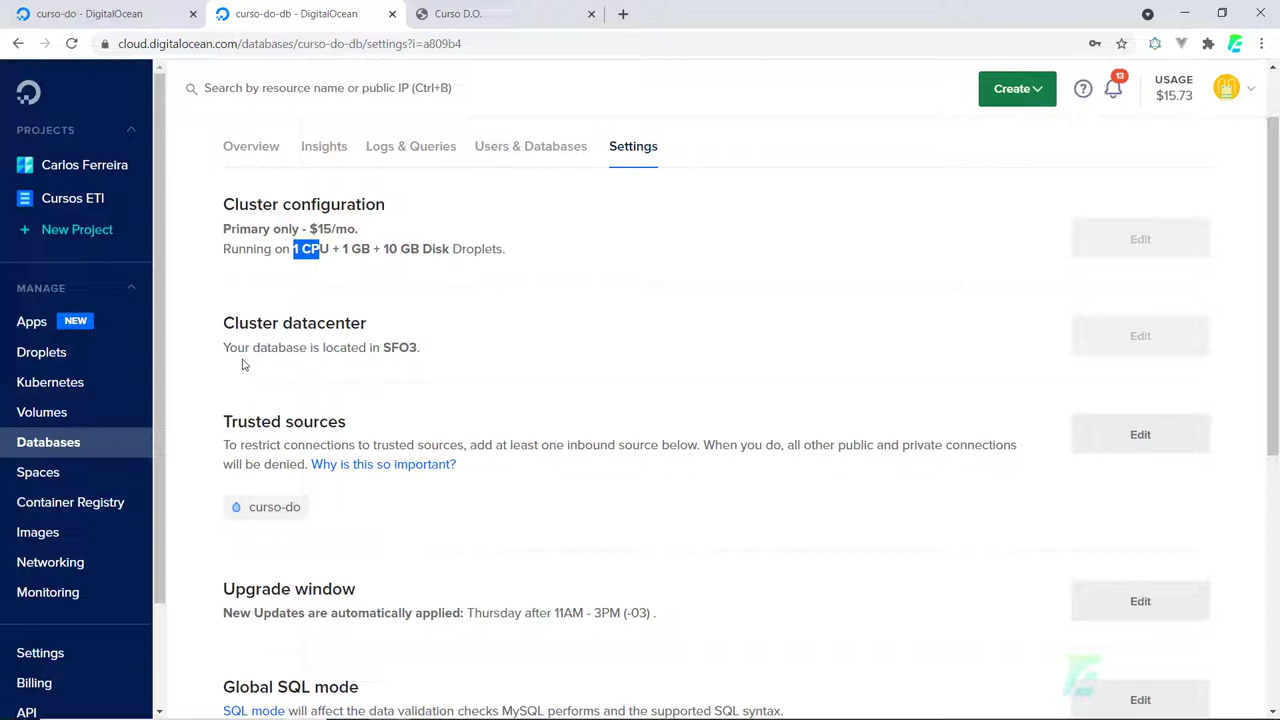 curso-do - DigitalOcean
curso-do-db - DigitalOcean
Curso D.O.
cloud.digitalocean.com/databases/curso-do-db/settings?i=a809b4
Search by resource name or public IP (Ctrl+B)
Create
13
USAGE
$15.73
PROJECTS
Carlos Ferreira
Cursos ETI
+ New Project
MANAGE
Apps NEW
Droplets
Kubernetes
Volumes
Databases
Spaces
Container Registry
Images
Networking
Monitoring
Settings
Billing
API
Overview
Insights
Logs & Queries
Users & Databases
Settings
Cluster configuration
Primary only - $15/mo.
Running on 1 CPU + 1 GB + 10 GB Disk Droplets.
Edit
Cluster datacenter
Your database is located in SFO3.
Edit
Trusted sources
To restrict connections to trusted sources, add at least one inbound source below. When you do, all other public and private connections
will be denied. Why is this so important?
Edit
curso-do
Upgrade window
New Updates are automatically applied: Thursday after 11AM - 3PM (-03) .
Edit
Global SQL mode
SQL mode will affect the data validation checks MySQL performs and the supported SQL syntax.
Edit